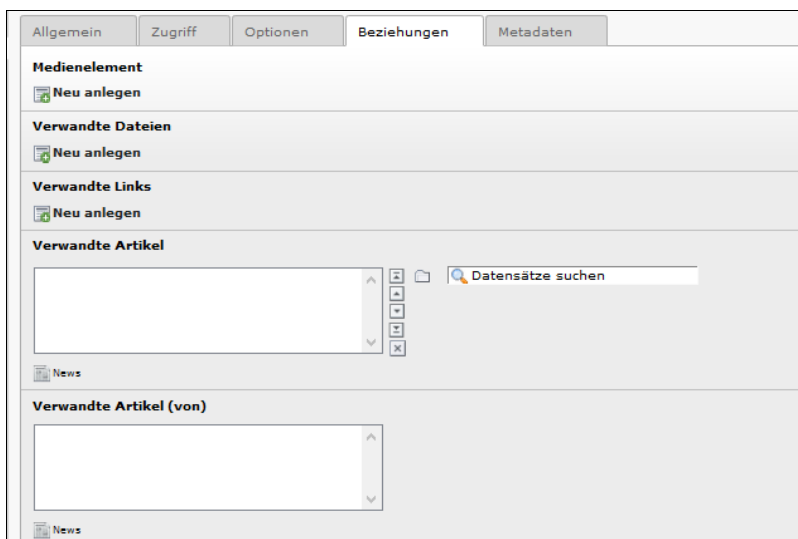 Allgemein Zugriff Optionen Beziehungen Metadaten
Medienelement
Neu anlegen
Verwandte Dateien
Neu anlegen
Verwandte Links
Neu anlegen
Verwandte Artikel
Datensätze suchen
News
Verwandte Artikel (von)
News